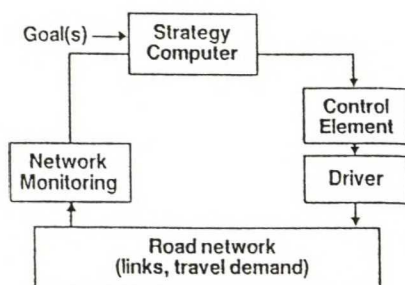 Goal(s)
Strategy
Computer
Control
Element
Network
Monitoring
Driver
Road network
(links, travel demand)